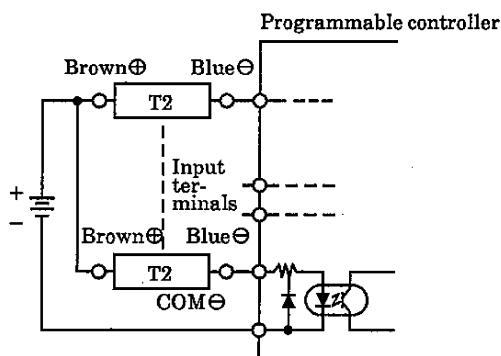 Programmable controller
Brown⊕ Blue⊖
T2
Input
ter-
minals
+
−
Brown⊕ Blue⊖
T2
COM⊖